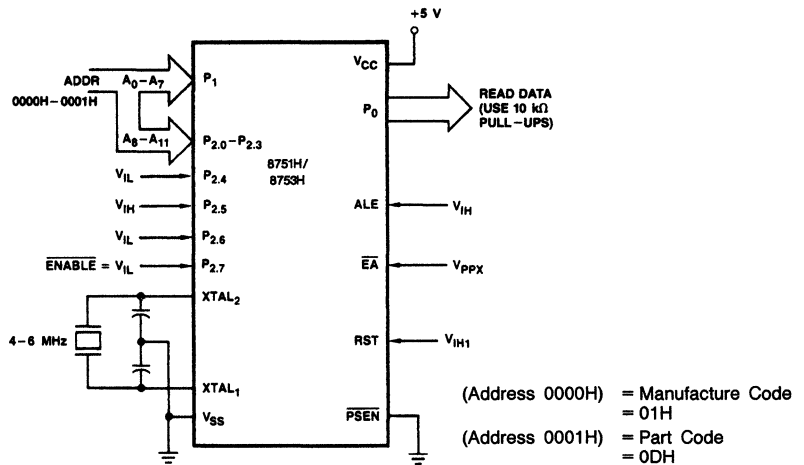 +5 V
VCC
ADDR
0000H–0001H
A0–A7
P1
P0
READ DATA
(USE 10 kΩ
PULL–UPS)
A8–A11
P2.0–P2.3
8751H/
8753H
VIL
P2.4
VIH
P2.5
ALE
VIH
VIL
P2.6
ENABLE = VIL
P2.7
EA
VPPX
XTAL2
4–6 MHz
RST
VIH1
XTAL1
VSS
PSEN
(Address 0000H) = Manufacture Code
= 01H
(Address 0001H) = Part Code
= 0DH